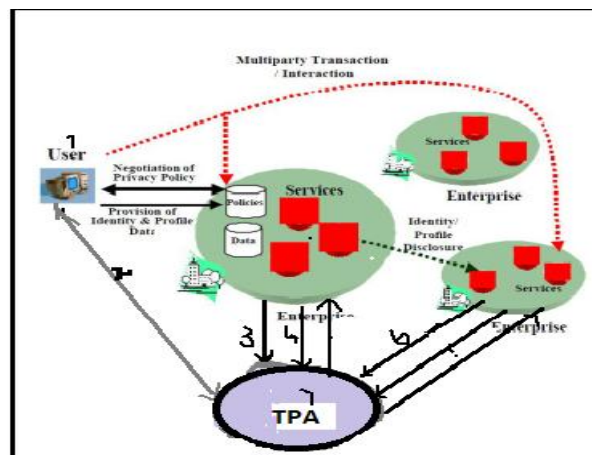 Multiparty Transaction
/ Interaction
User
Negotiation of
Privacy Policy
Provision of
Identity & Profile
Data
Policies
Data
Services
Enterprise
Services
Enterprise
Identity/
Profile
Disclosure
Services
Enterprise
3
4
6
TPA